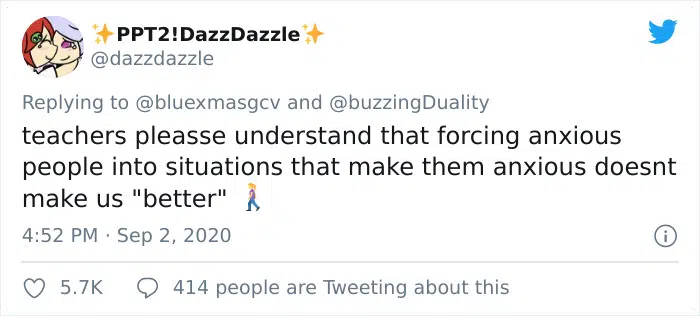 ✨PPT2!DazzDazzle✨
@dazzdazzle
Replying to @bluexmasgcv and @buzzingDuality
teachers pleasse understand that forcing anxious
people into situations that make them anxious doesnt
make us "better" 🚶‍♀️
4:52 PM · Sep 2, 2020
5.7K 414 people are Tweeting about this